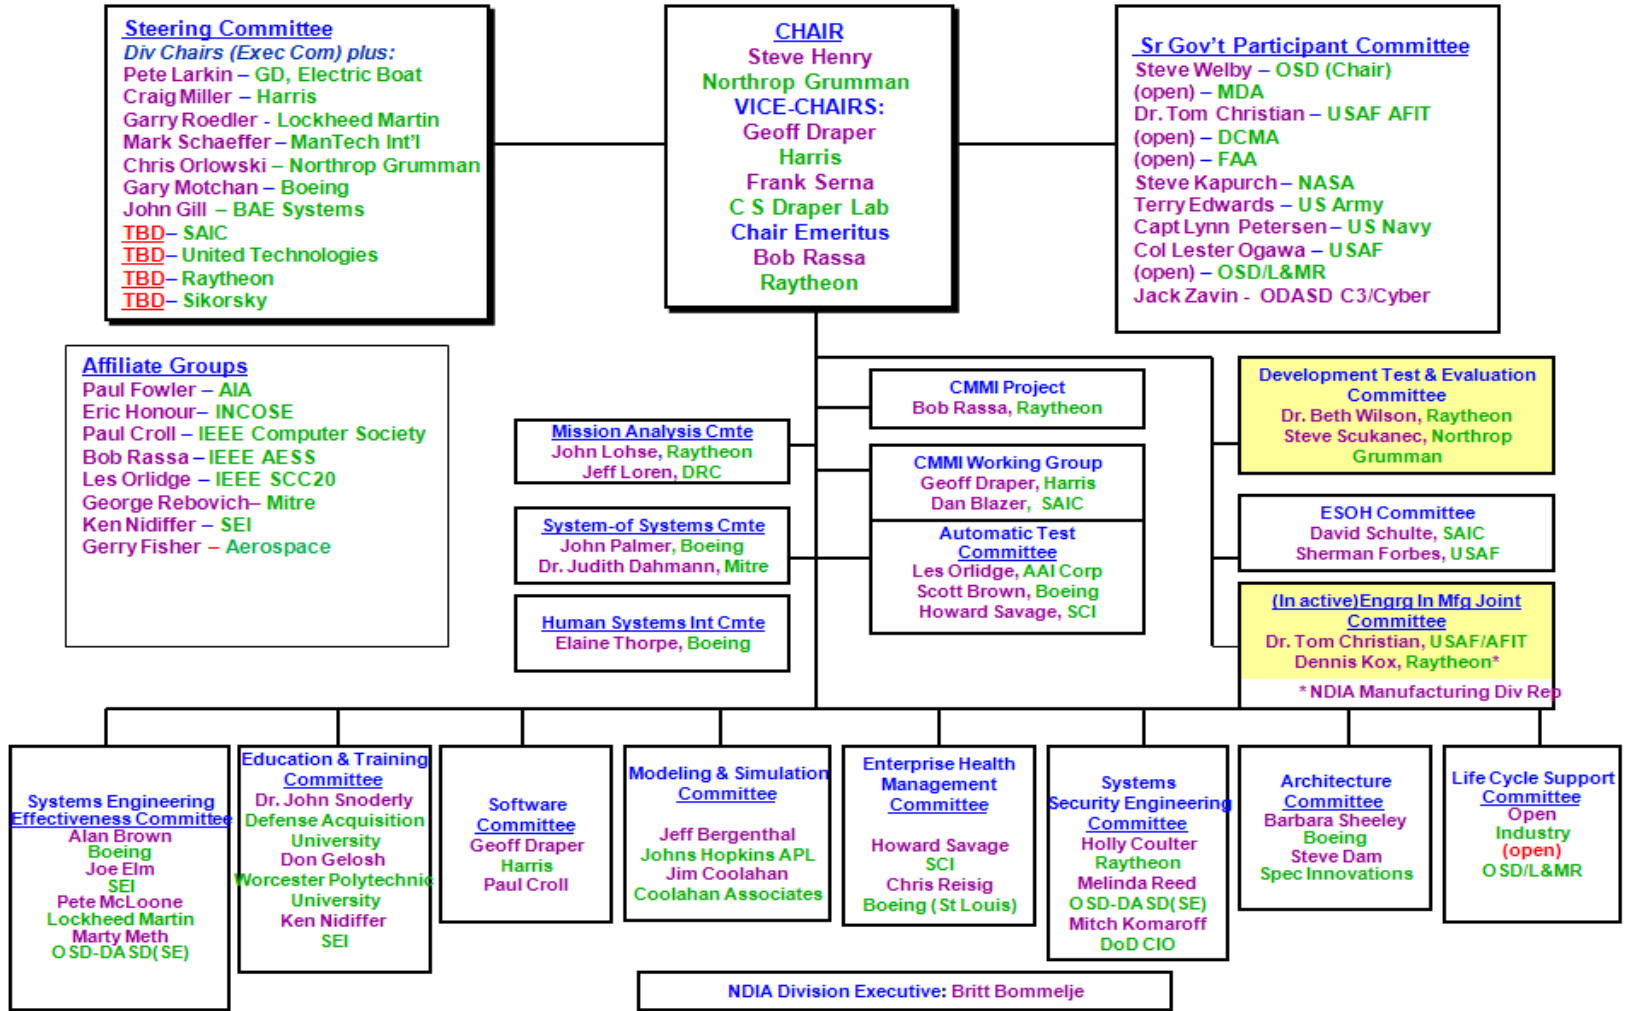 Steering Committee
Div Chairs (Exec Com) plus:
Pete Larkin – GD, Electric Boat
Craig Miller – Harris
Garry Roedler - Lockheed Martin
Mark Schaeffer – ManTech Int'l
Chris Orlowski – Northrop Grumman
Gary Motchan – Boeing
John Gill – BAE Systems
TBD– SAIC
TBD– United Technologies
TBD– Raytheon
TBD– Sikorsky
CHAIR
Steve Henry
Northrop Grumman
VICE-CHAIRS:
Geoff Draper
Harris
Frank Serna
C S Draper Lab
Chair Emeritus
Bob Rassa
Raytheon
Sr Gov't Participant Committee
Steve Welby – OSD (Chair)
(open) – MDA
Dr. Tom Christian – USAF AFIT
(open) – DCMA
(open) – FAA
Steve Kapurch – NASA
Terry Edwards – US Army
Capt Lynn Petersen – US Navy
Col Lester Ogawa – USAF
(open) – OSD/L&MR
Jack Zavin - ODASD C3/Cyber
Affiliate Groups
Paul Fowler – AIA
Eric Honour– INCOSE
Paul Croll – IEEE Computer Society
Bob Rassa – IEEE AESS
Les Orlidge – IEEE SCC20
George Rebovich– Mitre
Ken Nidiffer – SEI
Gerry Fisher – Aerospace
Mission Analysis Cmte
John Lohse, Raytheon
Jeff Loren, DRC
System-of Systems Cmte
John Palmer, Boeing
Dr. Judith Dahmann, Mitre
Human Systems Int Cmte
Elaine Thorpe, Boeing
CMMI Project
Bob Rassa, Raytheon
CMMI Working Group
Geoff Draper, Harris
Dan Blazer, SAIC
Automatic Test
Committee
Les Orlidge, AAI Corp
Scott Brown, Boeing
Howard Savage, SCI
Development Test & Evaluation
Committee
Dr. Beth Wilson, Raytheon
Steve Scukanec, Northrop
Grumman
ESOH Committee
David Schulte, SAIC
Sherman Forbes, USAF
(In active)Engrg In Mfg Joint
Committee
Dr. Tom Christian, USAF/AFIT
Dennis Kox, Raytheon*
* NDIA Manufacturing Div Rep
Systems Engineering
Effectiveness Committee
Alan Brown
Boeing
Joe Elm
SEI
Pete McLoone
Lockheed Martin
Marty Meth
OSD-DASD(SE)
Education & Training
Committee
Dr. John Snoderly
Defense Acquisition
University
Don Gelosh
Worcester Polytechnic
University
Ken Nidiffer
SEI
Software
Committee
Geoff Draper
Harris
Paul Croll
Modeling & Simulation
Committee
Jeff Bergenthal
Johns Hopkins APL
Jim Coolahan
Coolahan Associates
Enterprise Health
Management
Committee
Howard Savage
SCI
Chris Reisig
Boeing (St Louis)
Systems
Security Engineering
Committee
Holly Coulter
Raytheon
Melinda Reed
OSD-DASD(SE)
Mitch Komaroff
DoD CIO
Architecture
Committee
Barbara Sheeley
Boeing
Steve Dam
Spec Innovations
Life Cycle Support
Committee
Open
Industry
(open)
OSD/L&MR
NDIA Division Executive: Britt Bommelje